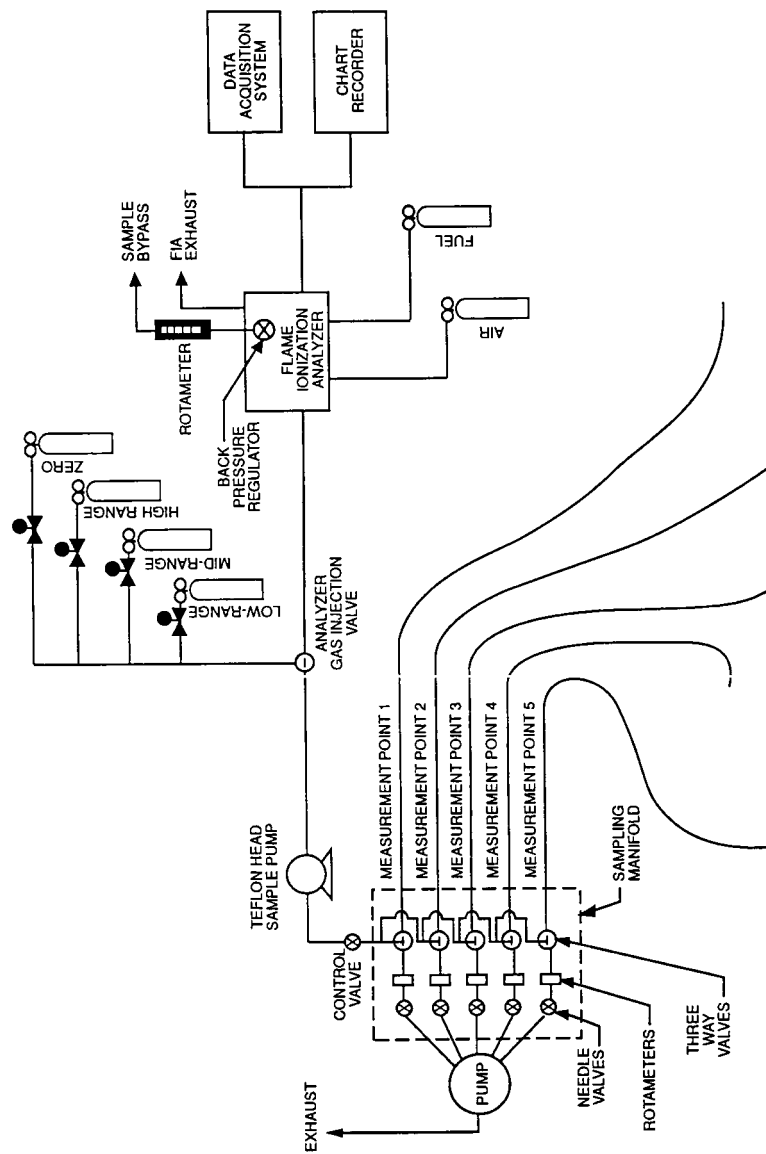 DATA
ACQUISITION
SYSTEM
CHART
RECORDER
SAMPLE
BYPASS
FIA
EXHAUST
ROTAMETER
BACK
PRESSURE
REGULATOR
FLAME
IONIZATION
ANALYZER
FUEL
AIR
ZERO
HIGH RANGE
MID-RANGE
LOW-RANGE
ANALYZER
GAS INJECTION
VALVE
TEFLON HEAD
SAMPLE PUMP
CONTROL
VALVE
MEASUREMENT POINT 1
MEASUREMENT POINT 2
MEASUREMENT POINT 3
MEASUREMENT POINT 4
MEASUREMENT POINT 5
SAMPLING
MANIFOLD
THREE
WAY
VALVES
ROTAMETERS
NEEDLE
VALVES
PUMP
EXHAUST